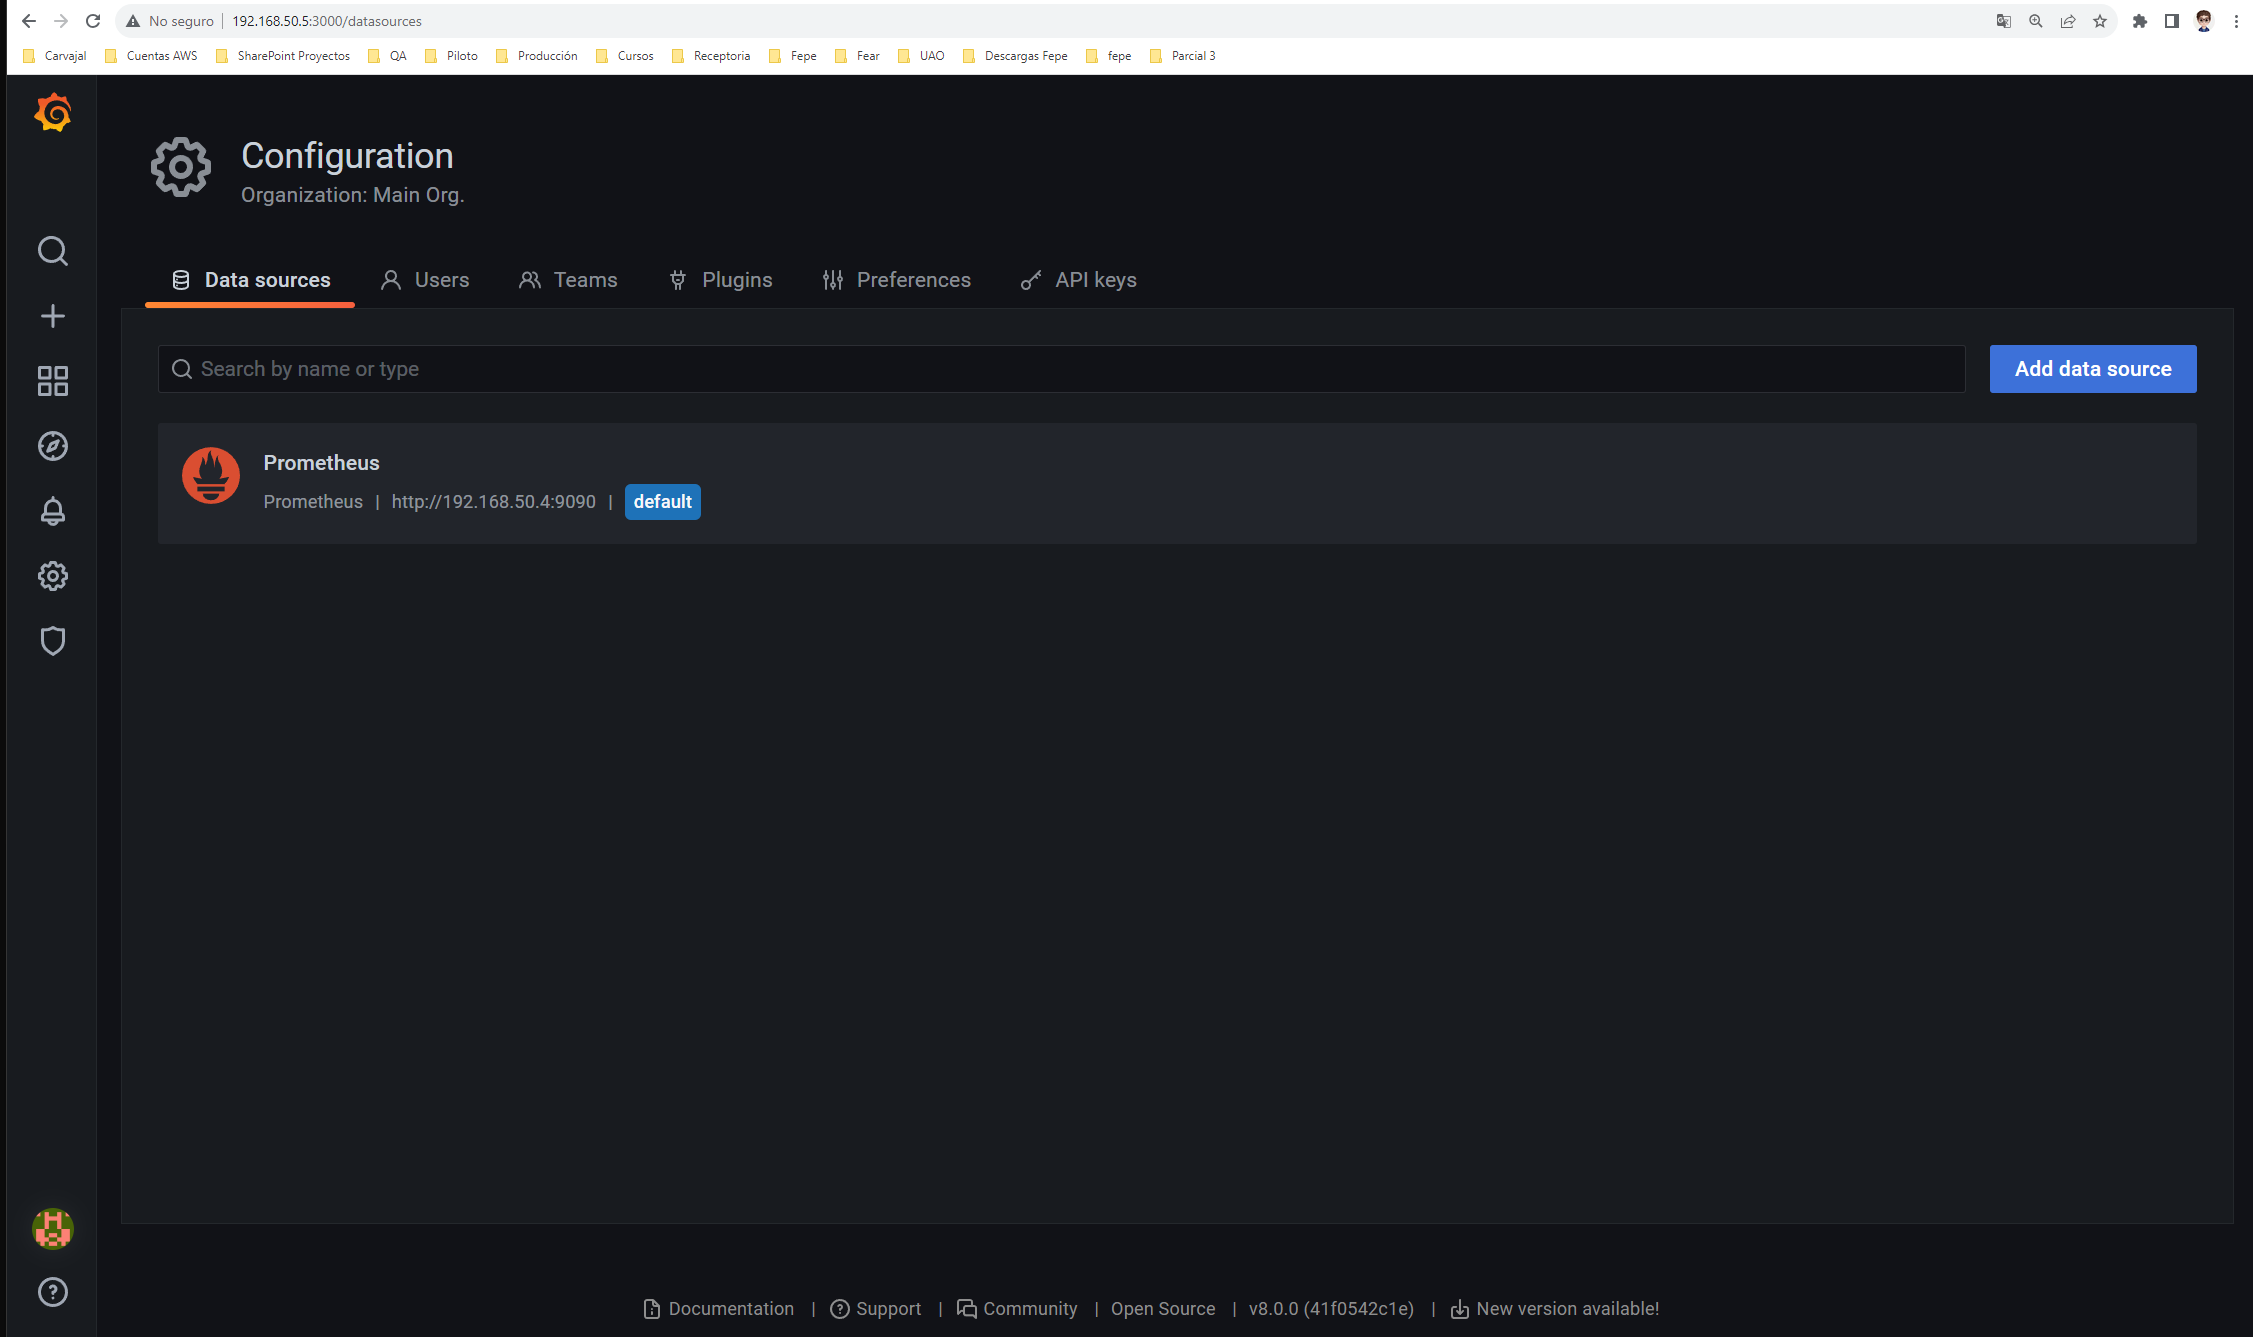 No seguro | 192.168.50.5:3000/datasources
Carvajal Cuentas AWS SharePoint Proyectos QA Piloto Producción Cursos Receptoria Fepe Fear UAO Descargas Fepe fepe Parcial 3
Configuration
Organization: Main Org.
Data sources Users Teams Plugins Preferences API keys
Search by name or type Add data source
Prometheus
Prometheus | http://192.168.50.4:9090 | default
Documentation | Support | Community | Open Source | v8.0.0 (41f0542c1e) | New version available!